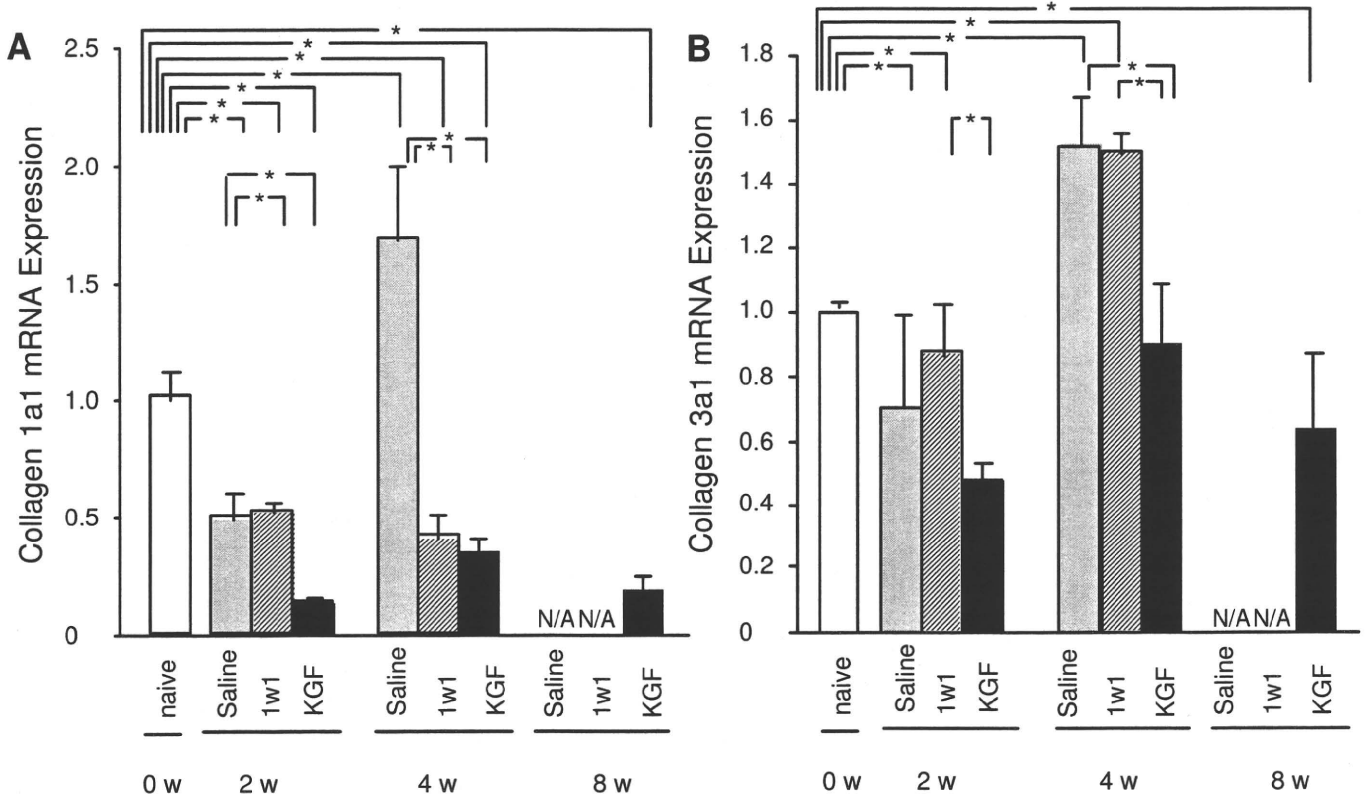 A
Collagen 1a1 mRNA Expression
2.5
2.0
1.5
1.0
0.5
0
* * * * * * *
* *
* *
N/A N/A
naive Saline 1w1 KGF Saline 1w1 KGF Saline 1w1 KGF
0 w 2 w 4 w 8 w
B
Collagen 3a1 mRNA Expression
1.8
1.6
1.4
1.2
1.0
0.8
0.6
0.4
0.2
0
* * * * *
* *
*
N/A N/A
naive Saline 1w1 KGF Saline 1w1 KGF Saline 1w1 KGF
0 w 2 w 4 w 8 w